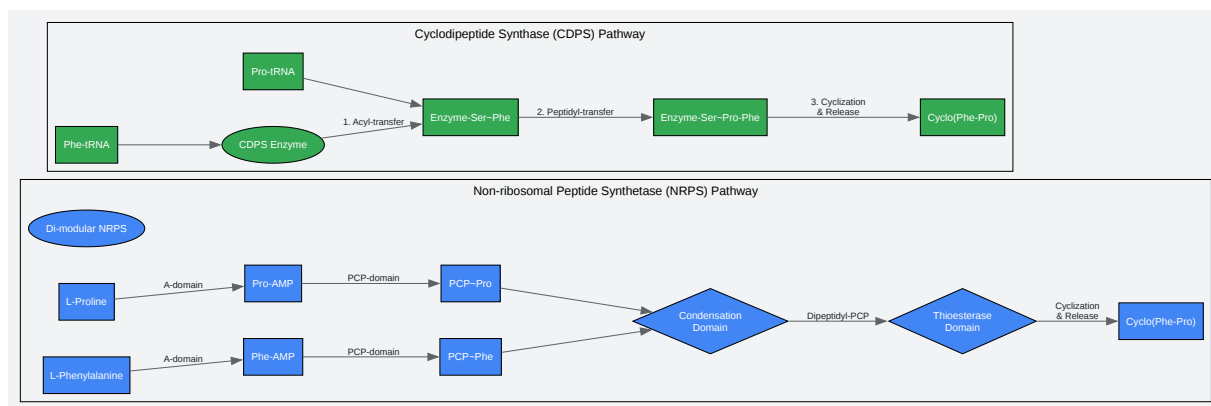 Cyclodipeptide Synthase (CDPS) Pathway
Pro-tRNA
Phe-tRNA
CDPS Enzyme
1. Acyl-transfer
Enzyme-Ser~Phe
2. Peptidyl-transfer
Enzyme-Ser~Pro-Phe
3. Cyclization
& Release
Cyclo(Phe-Pro)
Non-ribosomal Peptide Synthetase (NRPS) Pathway
Di-modular NRPS
L-Proline
A-domain
Pro-AMP
PCP-domain
PCP~Pro
L-Phenylalanine
A-domain
Phe-AMP
PCP-domain
PCP~Phe
Condensation
Domain
Dipeptidyl-PCP
Thioesterase
Domain
Cyclization
& Release
Cyclo(Phe-Pro)